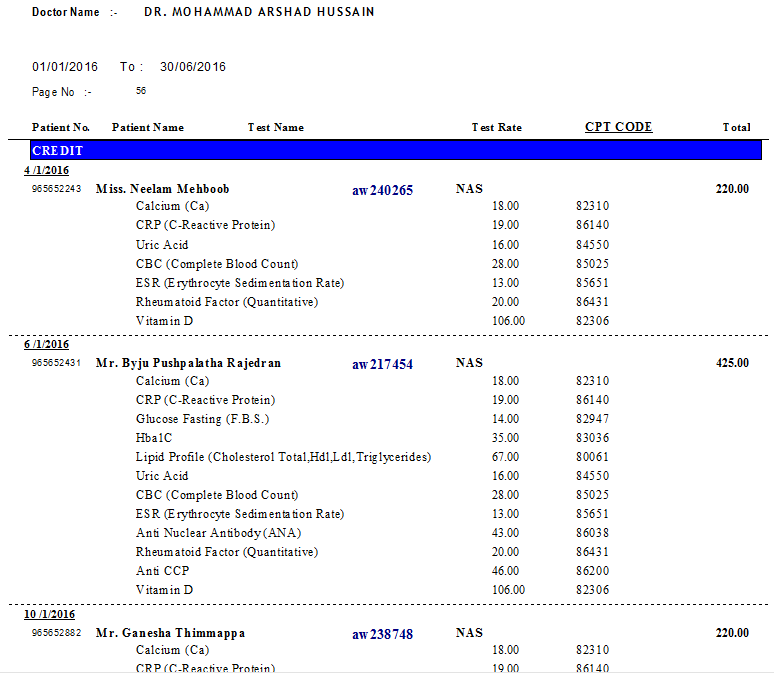 Doctor Name :- DR. MOHAMMAD ARSHAD HUSSAIN
01/01/2016 To : 30/06/2016
Page No :- 56
Patient No. Patient Name Test Name Test Rate CPT CODE Total
CREDIT
4 /1/2016
965652243 Miss. Neelam Mehboob aw240265 NAS 220.00
Calcium (Ca) 18.00 82310
CRP (C-Reactive Protein) 19.00 86140
Uric Acid 16.00 84550
CBC (Complete Blood Count) 28.00 85025
ESR (Erythrocyte Sedimentation Rate) 13.00 85651
Rheumatoid Factor (Quantitative) 20.00 86431
Vitamin D 106.00 82306
6 /1/2016
965652431 Mr. Byju Pushpalatha Rajedran aw217454 NAS 425.00
Calcium (Ca) 18.00 82310
CRP (C-Reactive Protein) 19.00 86140
Glucose Fasting (F.B.S.) 14.00 82947
Hba1C 35.00 83036
Lipid Profile (Cholesterol Total,Hdl,Ldl,Triglycerides) 67.00 80061
Uric Acid 16.00 84550
CBC (Complete Blood Count) 28.00 85025
ESR (Erythrocyte Sedimentation Rate) 13.00 85651
Anti Nuclear Antibody (ANA) 43.00 86038
Rheumatoid Factor (Quantitative) 20.00 86431
Anti CCP 46.00 86200
Vitamin D 106.00 82306
10 /1/2016
965652882 Mr. Ganesha Thimmappa aw238748 NAS 220.00
Calcium (Ca) 18.00 82310
CRP (C-Reactive Protein) 19.00 86140